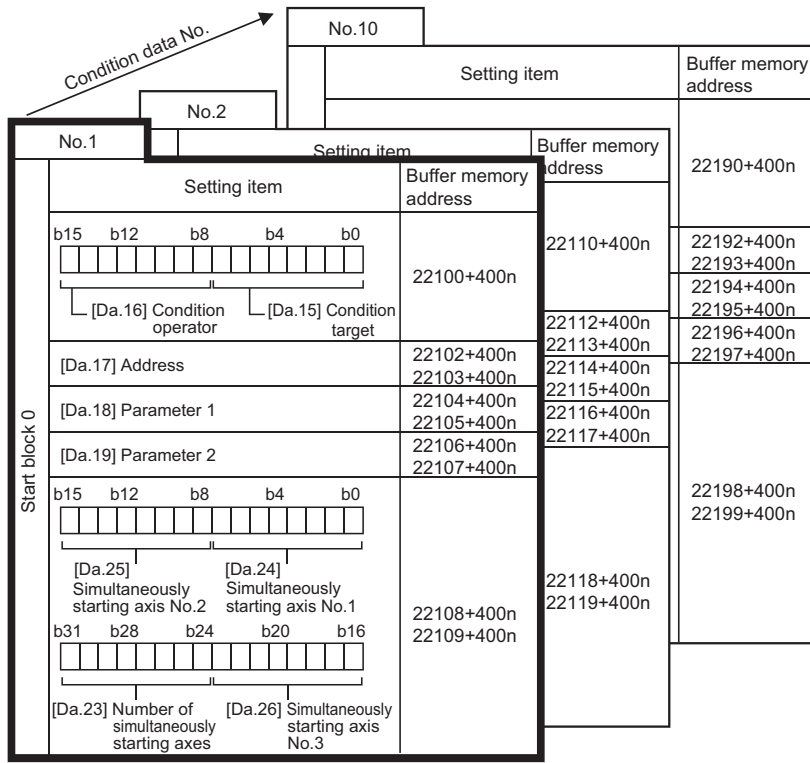 Condition data No.
No.10
Setting item
Buffer memory
address
22190+400n
22192+400n
22193+400n
22194+400n
22195+400n
22196+400n
22197+400n
22198+400n
22199+400n
No.2
Setting item
Buffer memory
address
22110+400n
22112+400n
22113+400n
22114+400n
22115+400n
22116+400n
22117+400n
22118+400n
22119+400n
No.1
Start block 0
Setting item
Buffer memory
address
b15 b12 b8 b4 b0
[Da.16] Condition
operator
[Da.15] Condition
target
22100+400n
[Da.17] Address
22102+400n
22103+400n
[Da.18] Parameter 1
22104+400n
22105+400n
[Da.19] Parameter 2
22106+400n
22107+400n
b15 b12 b8 b4 b0
[Da.25]
Simultaneously
starting axis No.2
[Da.24]
Simultaneously
starting axis No.1
b31 b28 b24 b20 b16
[Da.23] Number of
simultaneously
starting axes
[Da.26] Simultaneously
starting axis
No.3
22108+400n
22109+400n